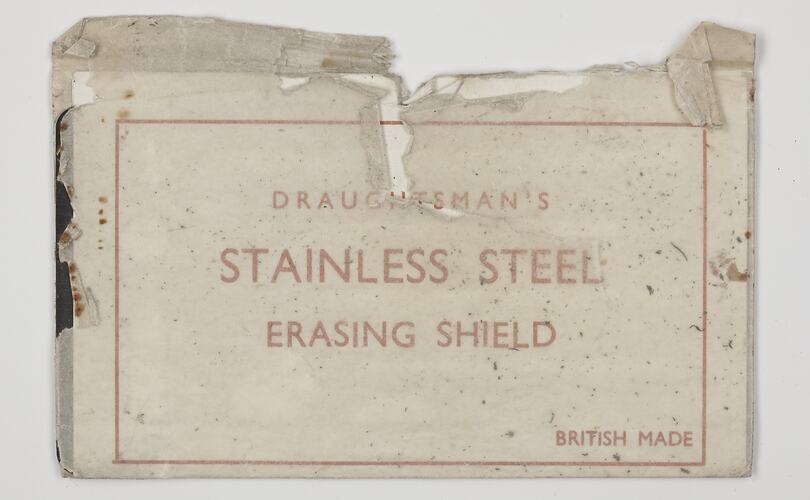 DRAUGHTSMAN'S
STAINLESS STEEL
ERASING SHIELD
BRITISH MADE